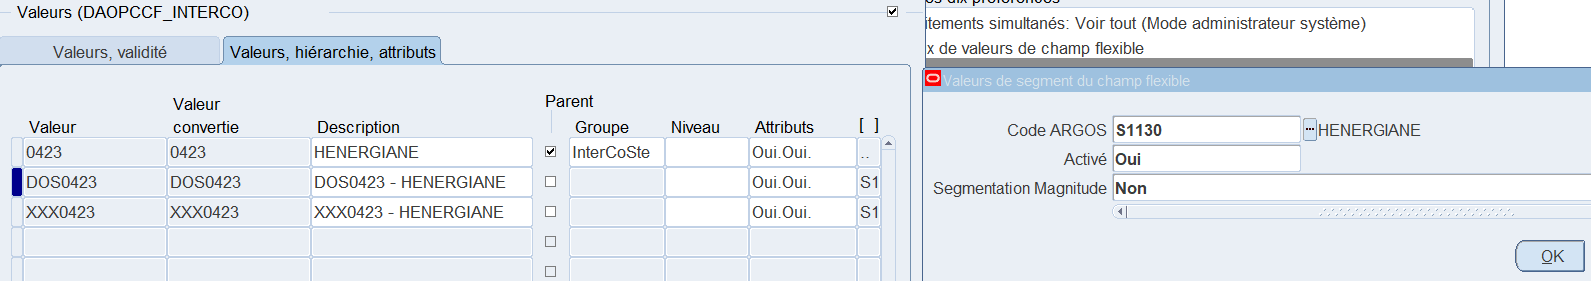 Valeurs (DAOPCCF_INTERCO)
Valeurs, validité
Valeurs, hiérarchie, attributs
Parent
Valeur
Valeur convertie
Description
Groupe
Niveau
Attributs
[ ]
0423 0423 HENERGIANE InterCoSte Oui.Oui. ..
DOS0423 DOS0423 DOS0423 - HENERGIANE Oui.Oui. S1
XXX0423 XXX0423 XXX0423 - HENERGIANE Oui.Oui. S1
itements simultanés: Voir tout (Mode administrateur système)
x de valeurs de champ flexible
Valeurs de segment du champ flexible
Code ARGOS S1130 ... HENERGIANE
Activé Oui
Segmentation Magnitude Non
OK